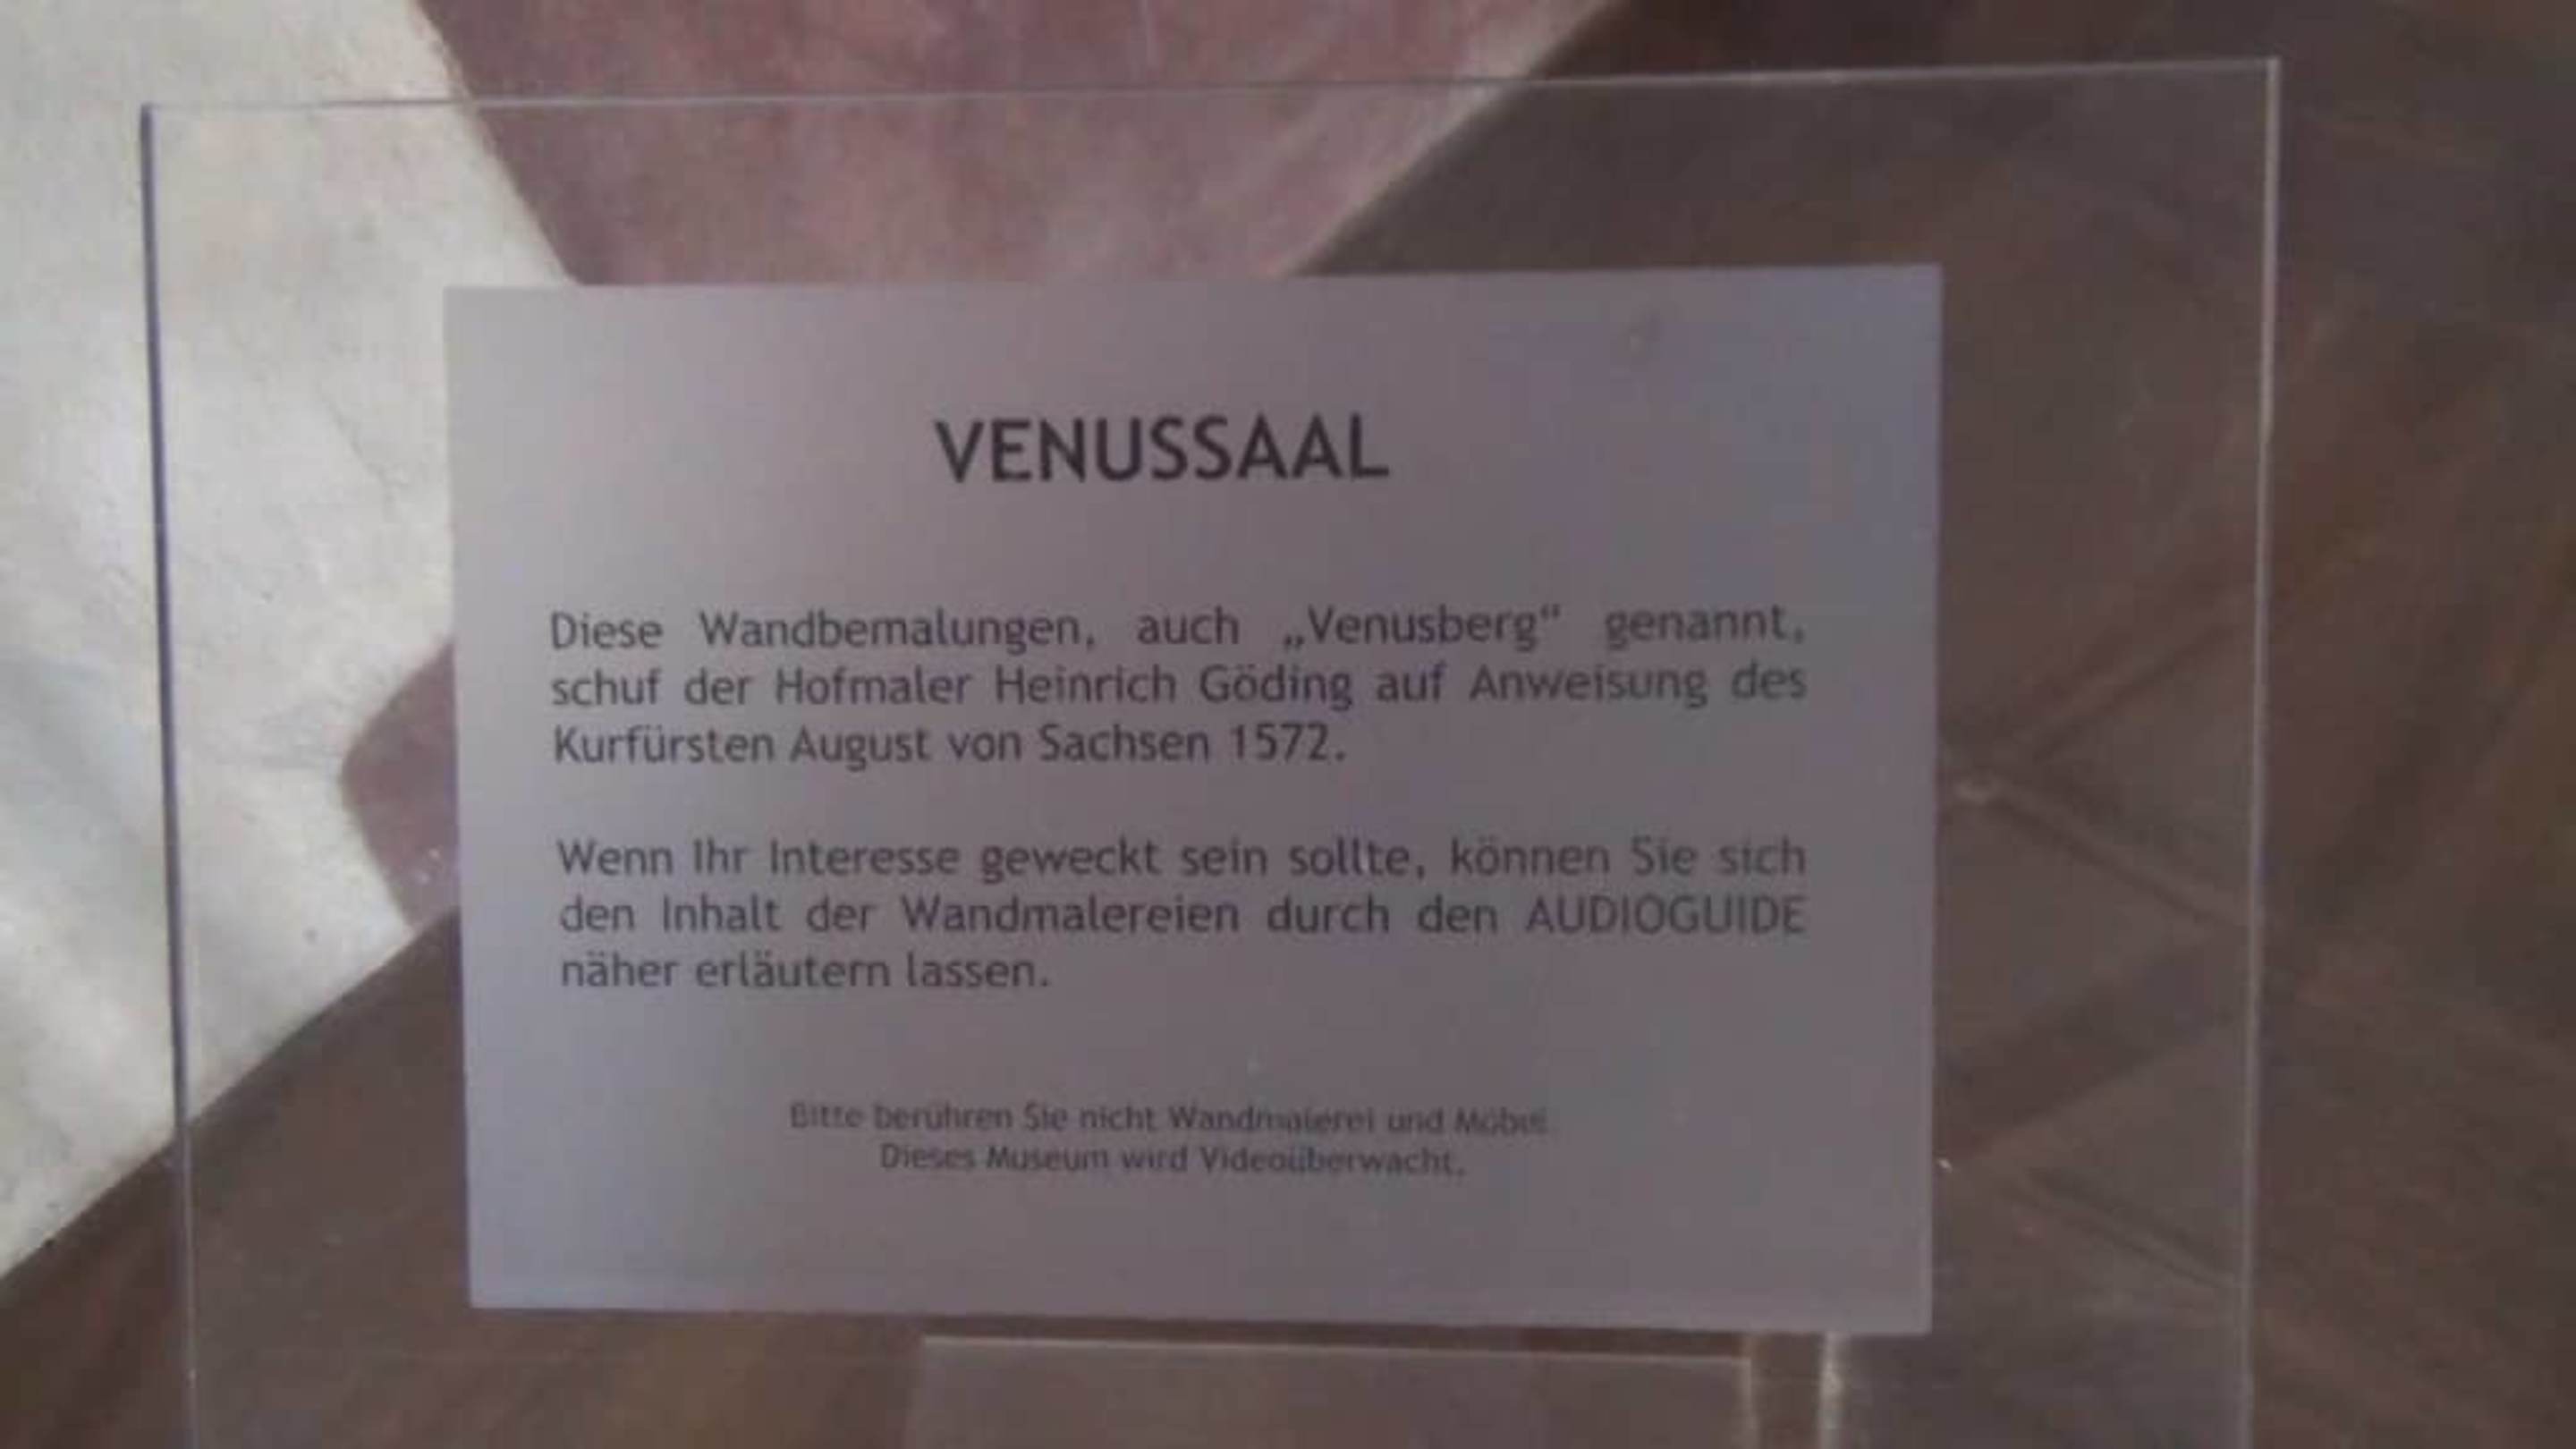 VENUSSAAL
Diese Wandbemalungen, auch „Venusberg“ genannt,
schuf der Hofmaler Heinrich Göding auf Anweisung des
Kurfürsten August von Sachsen 1572.
Wenn Ihr Interesse geweckt sein sollte, können Sie sich
den Inhalt der Wandmalereien durch den AUDIOGUIDE
näher erläutern lassen.
Bitte berühren Sie nicht Wandmalerei und Möbel
Dieses Museum wird Videoüberwacht.